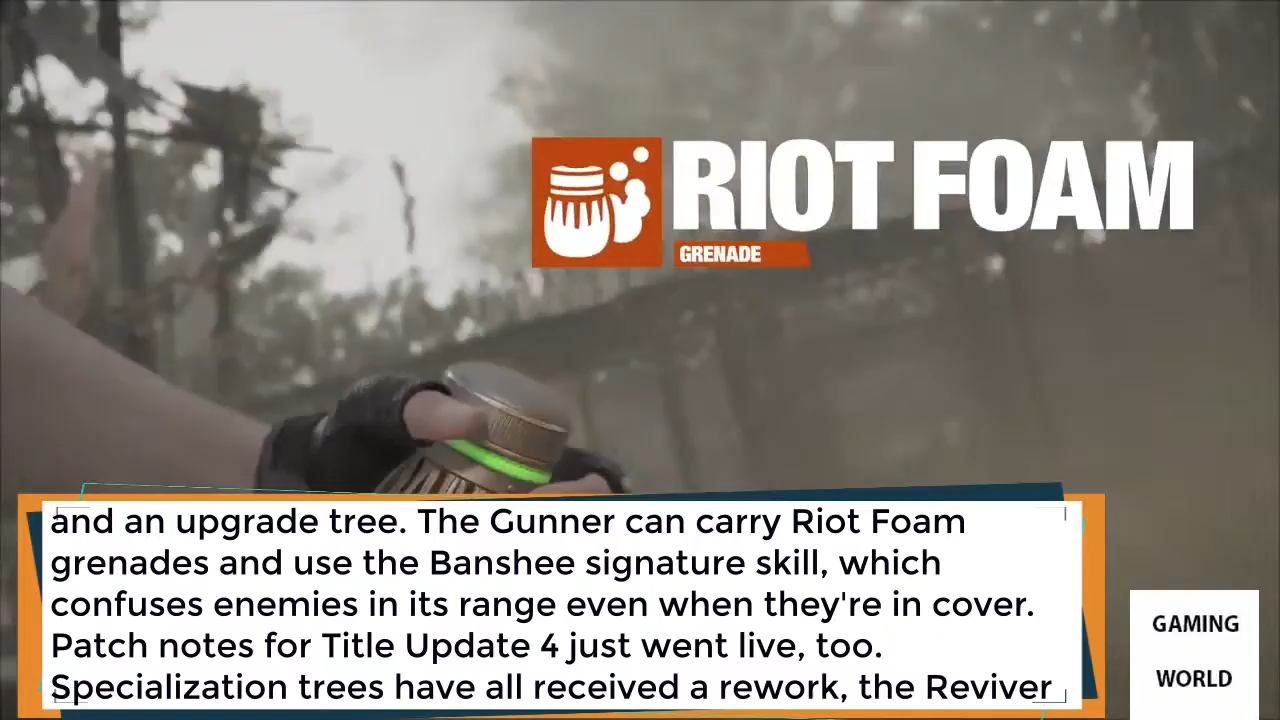 RIOT FOAM
GRENADE
and an upgrade tree. The Gunner can carry Riot Foam
grenades and use the Banshee signature skill, which
confuses enemies in its range even when they're in cover.
Patch notes for Title Update 4 just went live, too.
Specialization trees have all received a rework, the Reviver
GAMING
WORLD